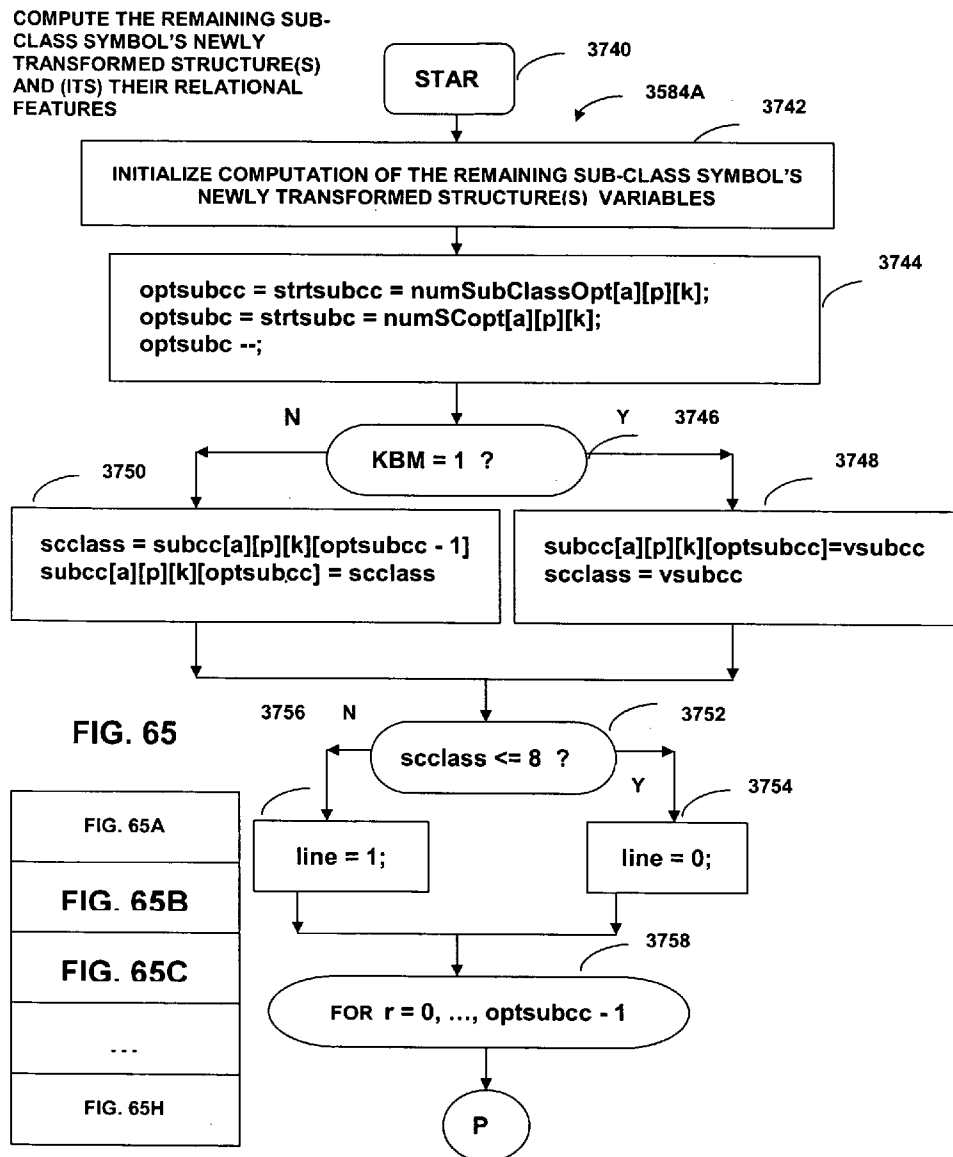 COMPUTE THE REMAINING SUB-
CLASS SYMBOL'S NEWLY
TRANSFORMED STRUCTURE(S)
AND (ITS) THEIR RELATIONAL
FEATURES
STAR
3740
3584A
3742
INITIALIZE COMPUTATION OF THE REMAINING SUB-CLASS SYMBOL'S
NEWLY TRANSFORMED STRUCTURE(S) VARIABLES
3744
optsubcc = strtsubcc = numSubClassOpt[a][p][k];
optsubc = strtsubc = numSCopt[a][p][k];
optsubc --;
N
Y
3746
KBM = 1 ?
3750
3748
scclass = subcc[a][p][k][optsubcc - 1]
subcc[a][p][k][optsubcc] = scclass
subcc[a][p][k][optsubcc]=vsubcc
scclass = vsubcc
3756
N
3752
FIG. 65
scclass <= 8 ?
Y
3754
line = 1;
line = 0;
FIG. 65A
FIG. 65B
FIG. 65C
...
FIG. 65H
3758
FOR r = 0, ..., optsubcc - 1
P